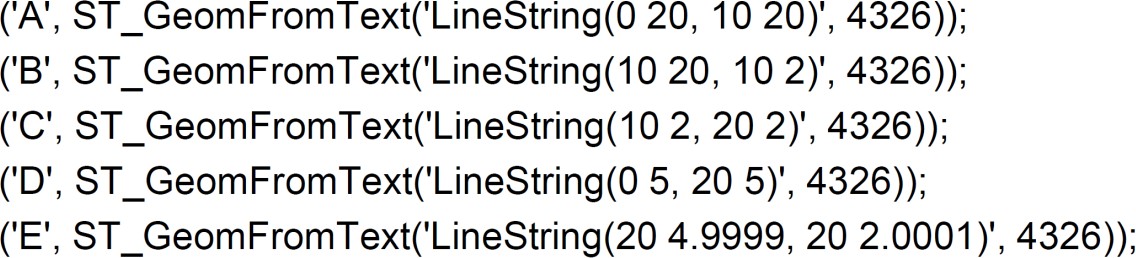 ('A', ST_GeomFromText('LineString(0 20, 10 20)', 4326));
('B', ST_GeomFromText('LineString(10 20, 10 2)', 4326));
('C', ST_GeomFromText('LineString(10 2, 20 2)', 4326));
('D', ST_GeomFromText('LineString(0 5, 20 5)', 4326));
('E', ST_GeomFromText('LineString(20 4.9999, 20 2.0001)', 4326));